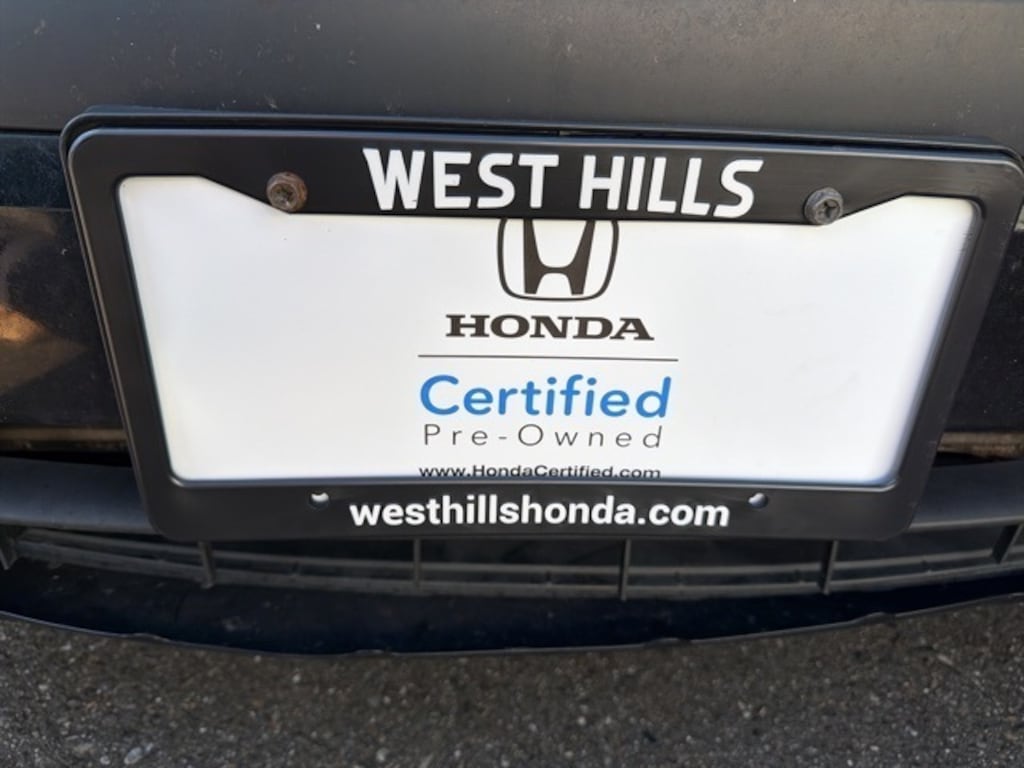 WEST HILLS
HONDA
Certified
Pre-Owned
www.HondaCertified.com
westhillshonda.com